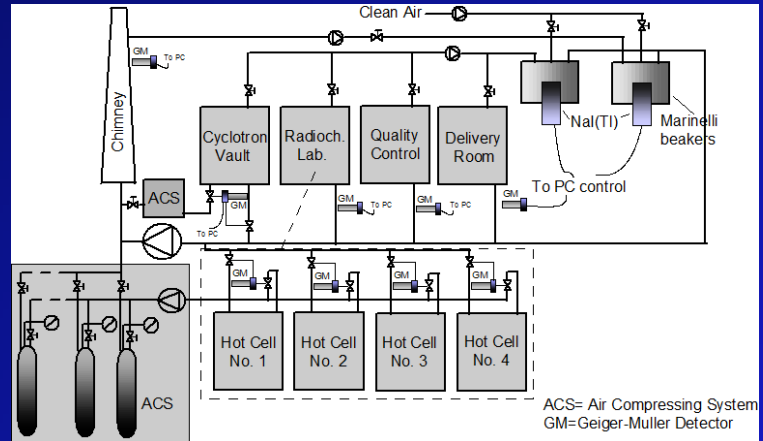 Clean Air
GM
To PC
Chimney
Cyclotron
Vault
Radioch.
Lab.
Quality
Control
Delivery
Room
NaI(Tl)
Marinelli
beakers
To PC control
ACS
GM
To PC
GM
To PC
GM
To PC
GM
GM
GM
GM
GM
Hot Cell
No. 1
Hot Cell
No. 2
Hot Cell
No. 3
Hot Cell
No. 4
ACS
ACS= Air Compressing System
GM=Geiger-Muller Detector